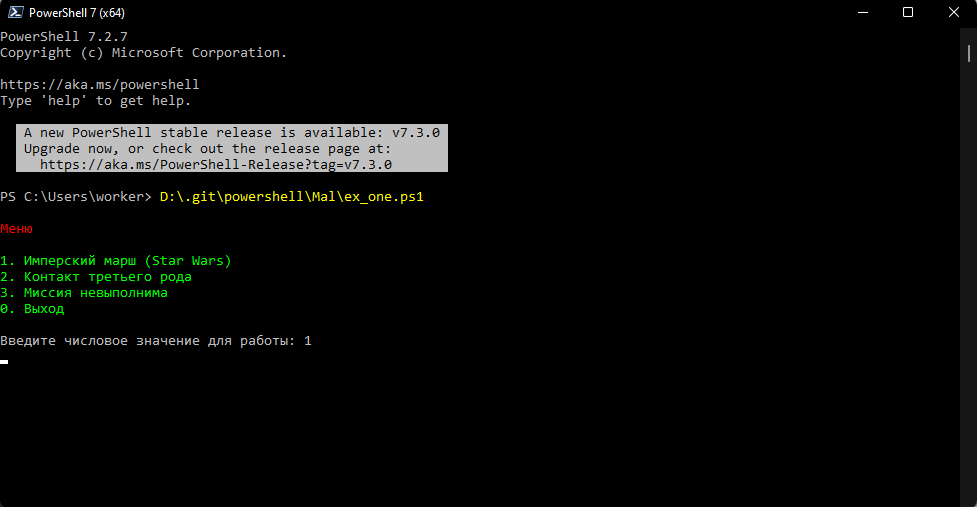 PowerShell 7 (x64)
PowerShell 7.2.7
Copyright (c) Microsoft Corporation.
https://aka.ms/powershell
Type 'help' to get help.
A new PowerShell stable release is available: v7.3.0
Upgrade now, or check out the release page at:
https://aka.ms/PowerShell-Release?tag=v7.3.0
PS C:\Users\worker> D:\.git\powershell\Mal\ex_one.ps1
Меню
1. Имперский марш (Star Wars)
2. Контакт третьего рода
3. Миссия невыполнима
0. Выход
Введите числовое значение для работы: 1